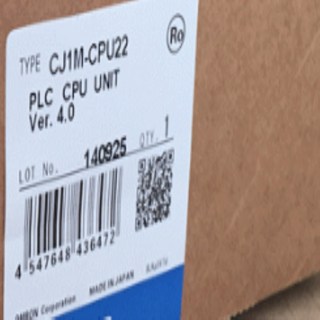 Ro
TYPE CJ1M-CPU22
PLC CPU UNIT
Ver. 4.0
LOT No. 140925 QTY. 1
4 547648 436472
OMRON Corporation MADE IN JAPAN